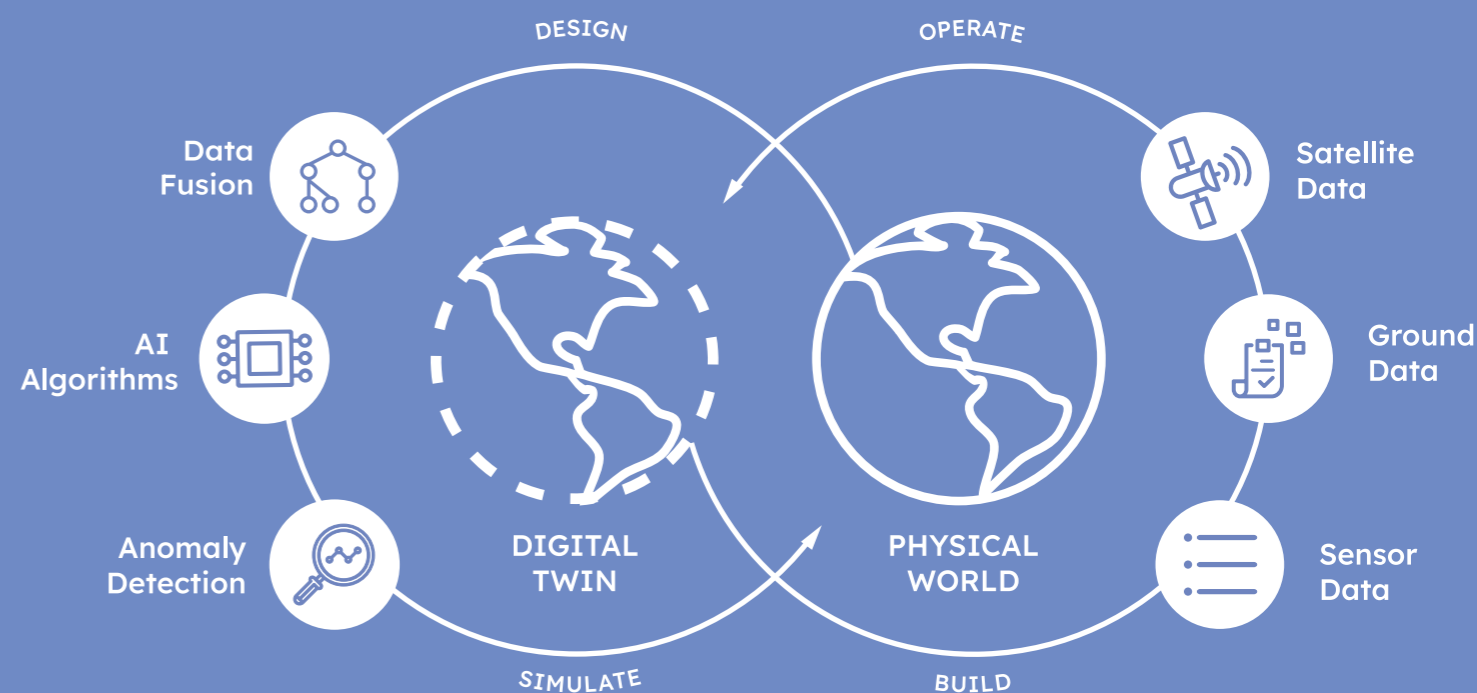 DESIGN
OPERATE
Data
Fusion
Satellite
Data
AI
Algorithms
Ground
Data
Anomaly
Detection
DIGITAL
TWIN
PHYSICAL
WORLD
Sensor
Data
SIMULATE
BUILD